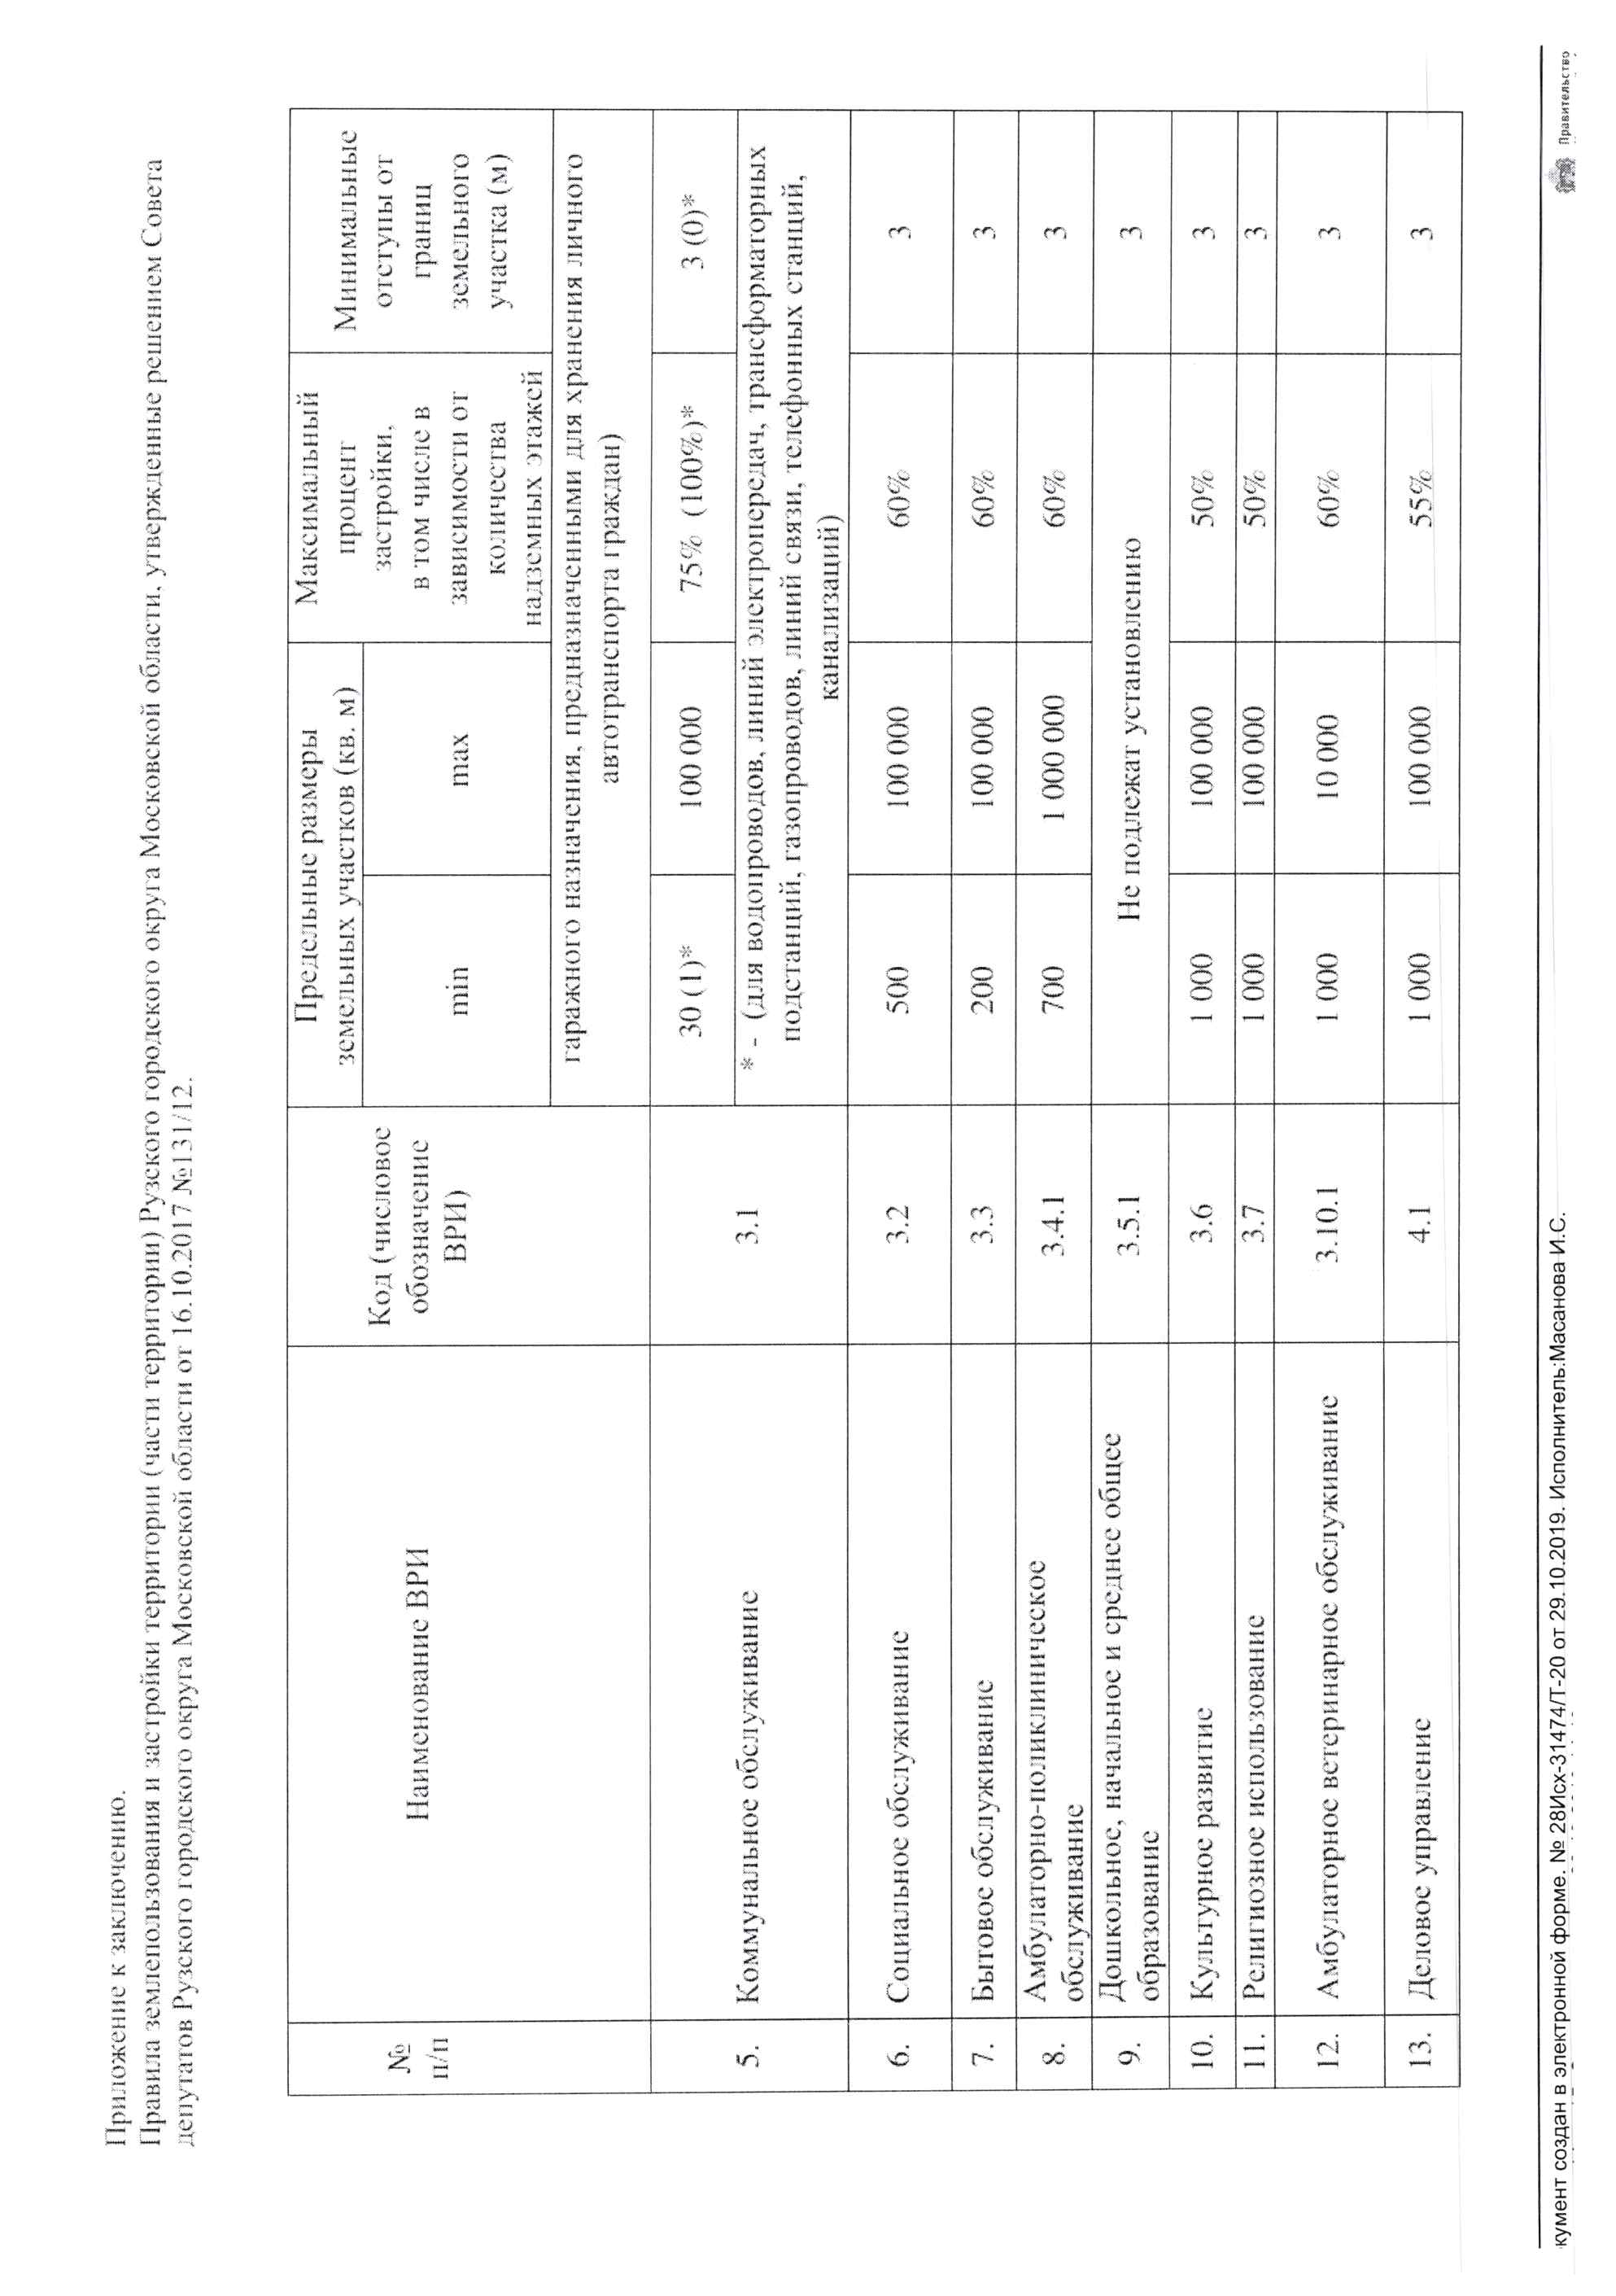 Приложение к заключению.
Правила землепользования и застройки территории (части территории) Рузского городского округа Московской области, утвержденные решением Совета
депутатов Рузского городского округа Московской области от 16.10.2017 №131/12.
№
п/п
Наименование ВРИ
Код (числовое
обозначение
ВРИ)
Предельные размеры
земельных участков (кв. м)
min
max
Максимальный
процент
застройки,
в том числе в
зависимости от
количества
надземных этажей
Минимальные
отступы от
границ
земельного
участка (м)
гаражного назначения, предназначенными для хранения личного
автотранспорта граждан)
5.
Коммунальное обслуживание
3.1
30 (1)*
100 000
75% (100%)*
3 (0)*
* - (для водопроводов, линий электропередач, трансформаторных
подстанций, газопроводов, линий связи, телефонных станций,
канализаций)
6.
Социальное обслуживание
3.2
500
100 000
60%
3
7.
Бытовое обслуживание
3.3
200
100 000
60%
3
8.
Амбулаторно-поликлиническое
обслуживание
3.4.1
700
1 000 000
60%
3
9.
Дошкольное, начальное и среднее общее
образование
3.5.1
Не подлежат установлению
3
10.
Культурное развитие
3.6
1 000
100 000
50%
3
11.
Религиозное использование
3.7
1 000
100 000
50%
3
12.
Амбулаторное ветеринарное обслуживание
3.10.1
1 000
10 000
60%
3
13.
Деловое управление
4.1
1 000
100 000
55%
3
кумент создан в электронной форме. № 28Исх-31474/Т-20 от 29.10.2019. Исполнитель:Масанова И.С.
Правительство